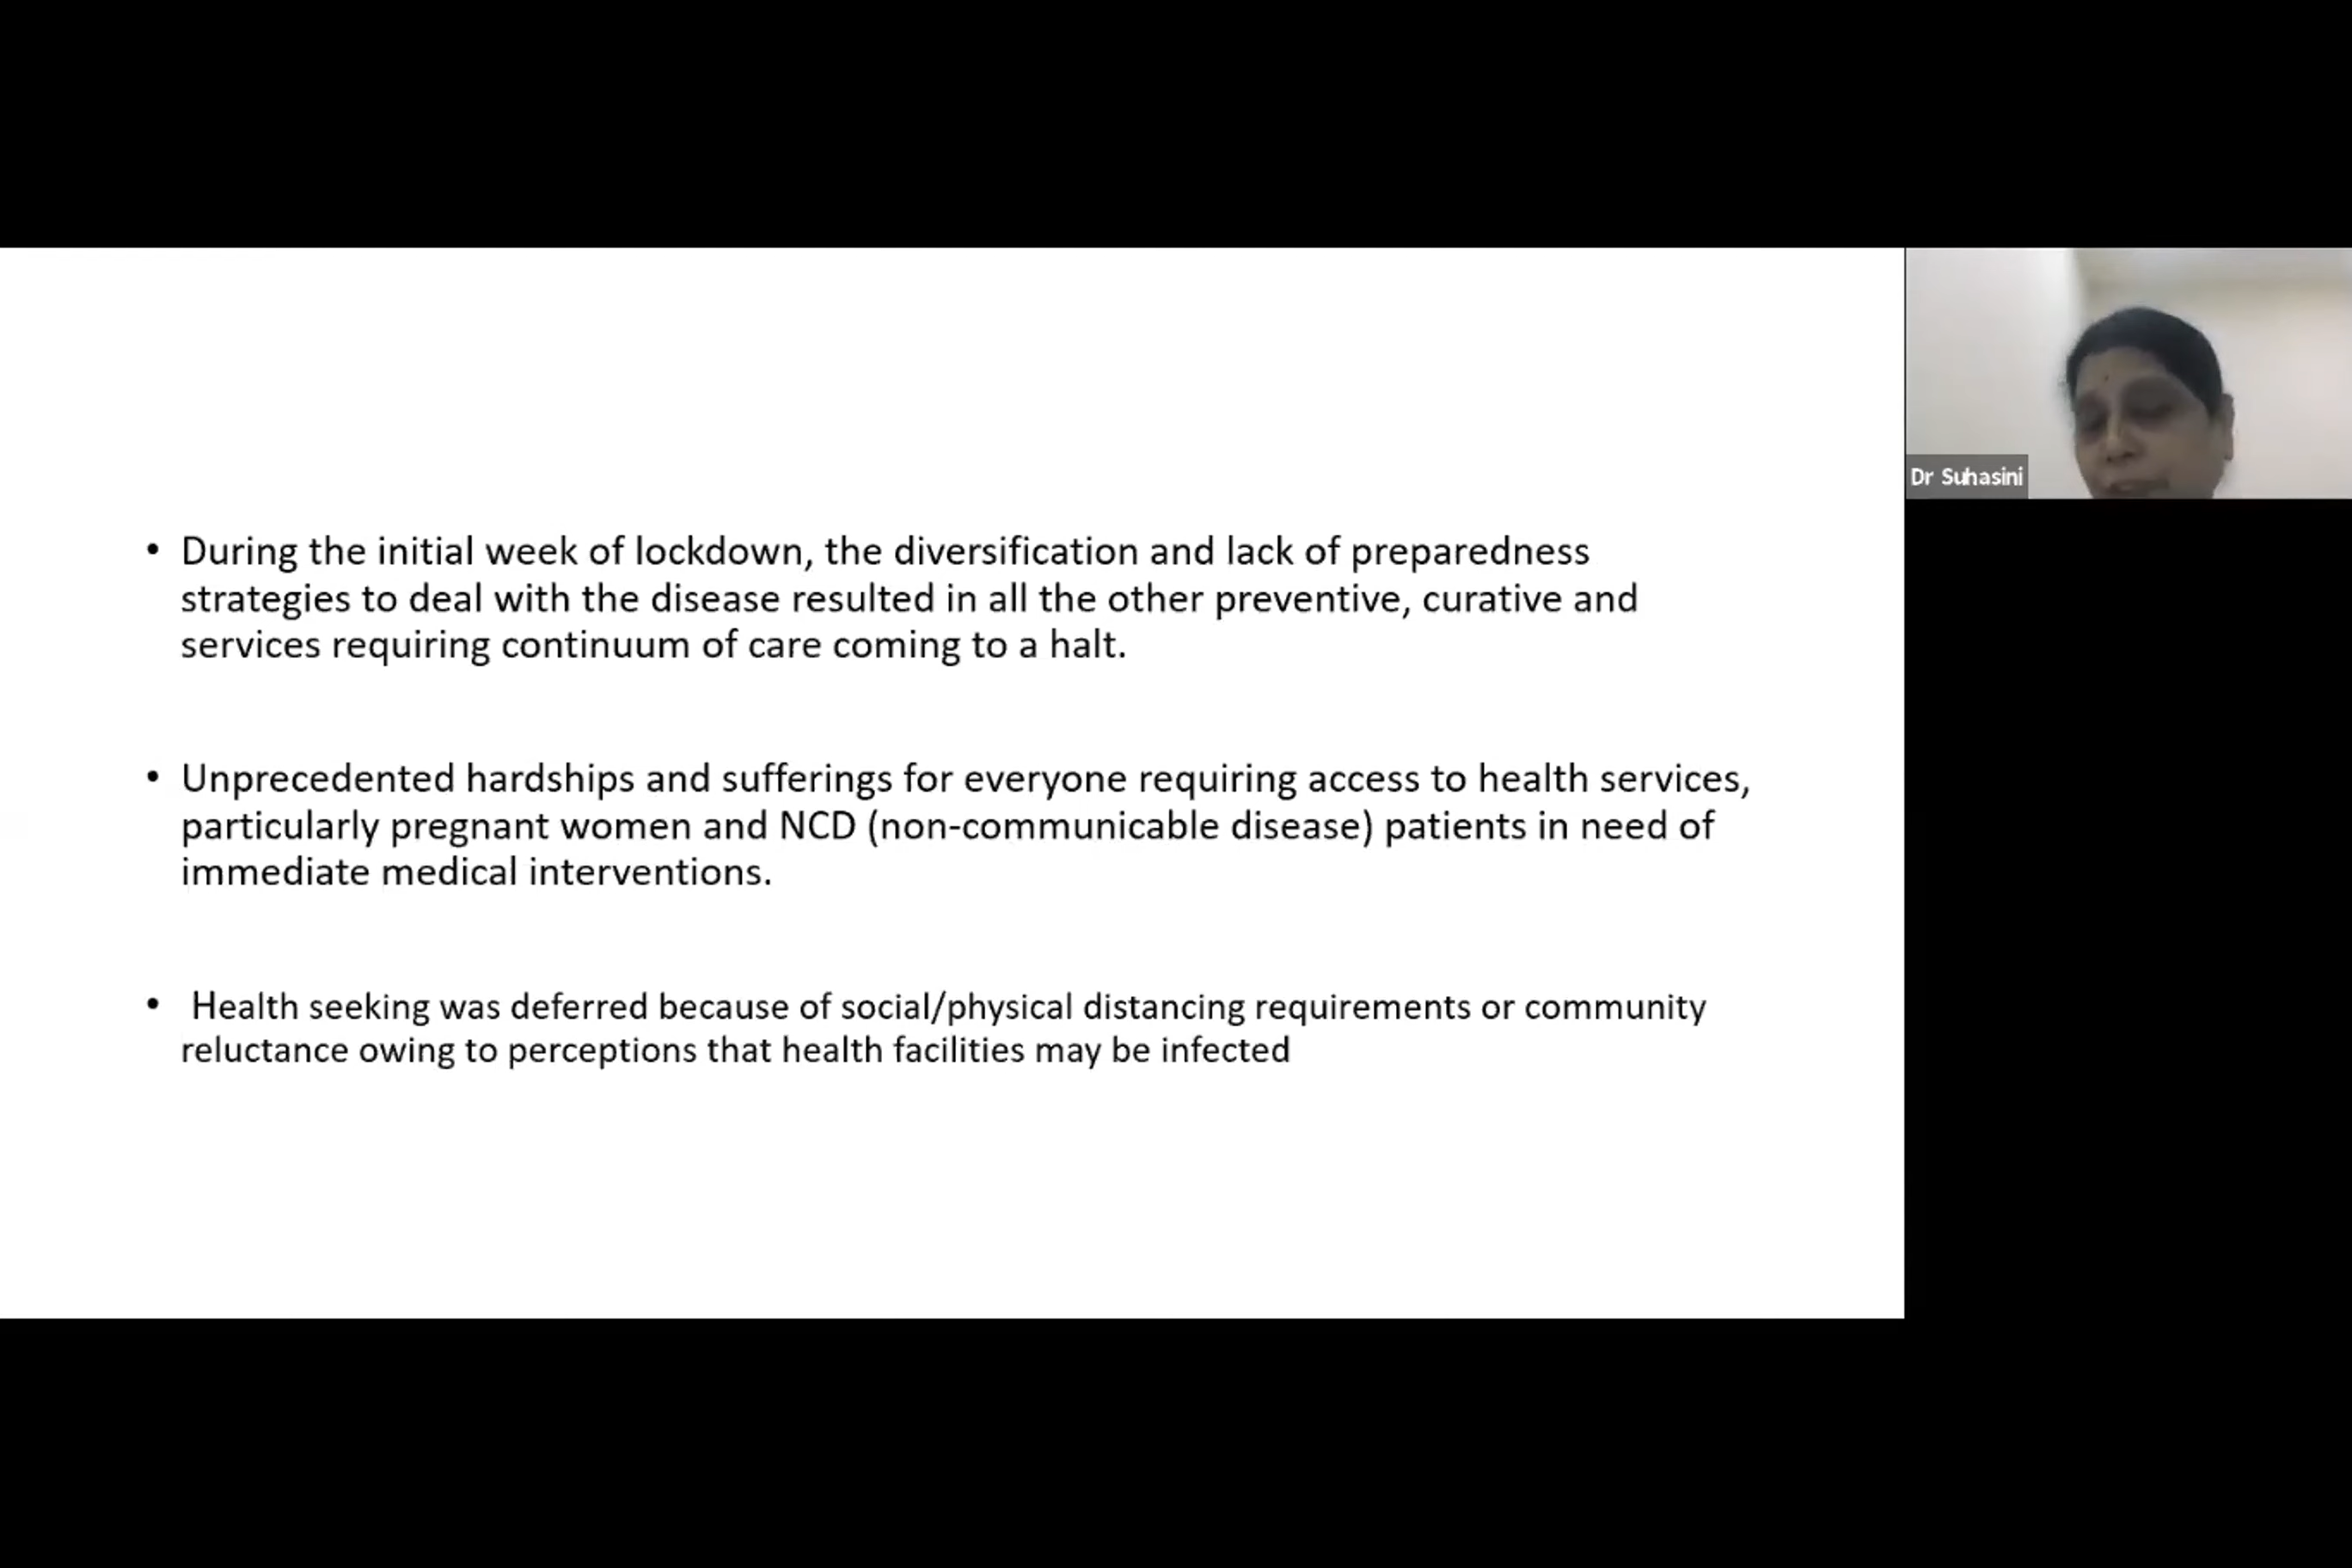 • During the initial week of lockdown, the diversification and lack of preparedness
strategies to deal with the disease resulted in all the other preventive, curative and
services requiring continuum of care coming to a halt.
• Unprecedented hardships and sufferings for everyone requiring access to health services,
particularly pregnant women and NCD (non-communicable disease) patients in need of
immediate medical interventions.
• Health seeking was deferred because of social/physical distancing requirements or community
reluctance owing to perceptions that health facilities may be infected
Dr Suhasini